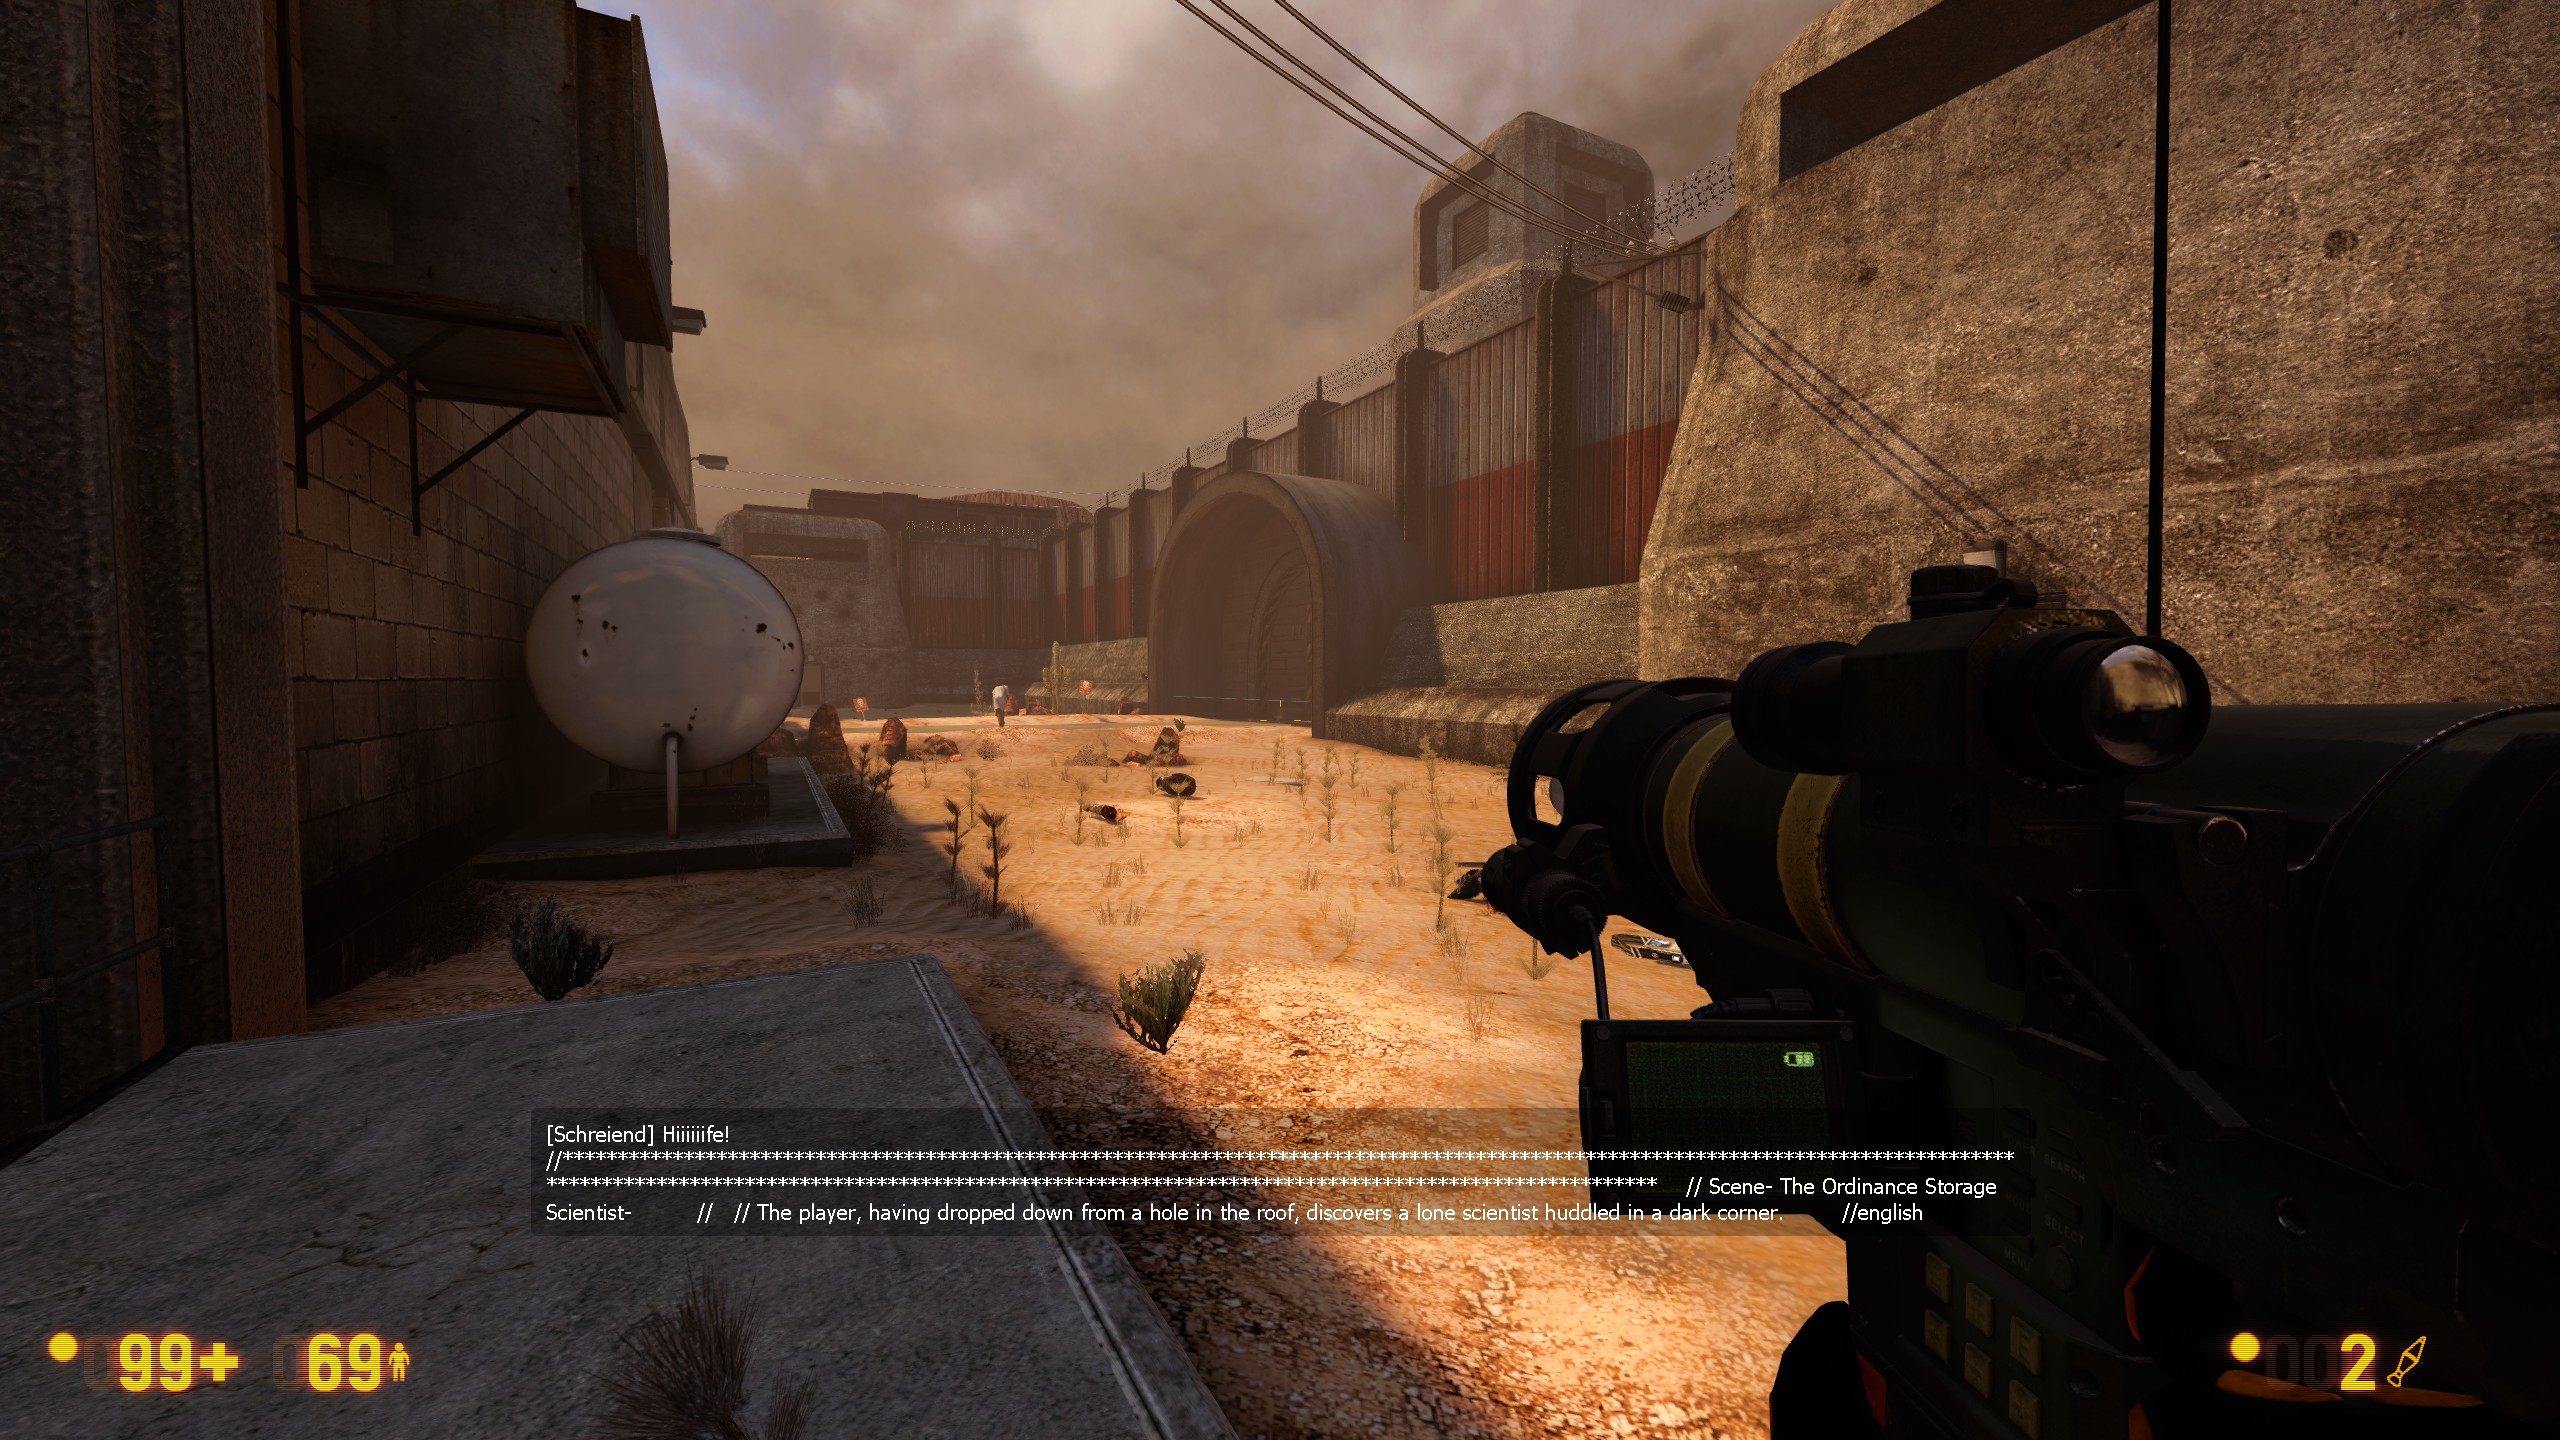 [Schreiend] Hiiiiiife!
//************************************************************************************************************************************
***************************************************************************************************** // Scene- The Ordinance Storage
Scientist- // // The player, having dropped down from a hole in the roof, discovers a lone scientist huddled in a dark corner. //english
99+ 69
002